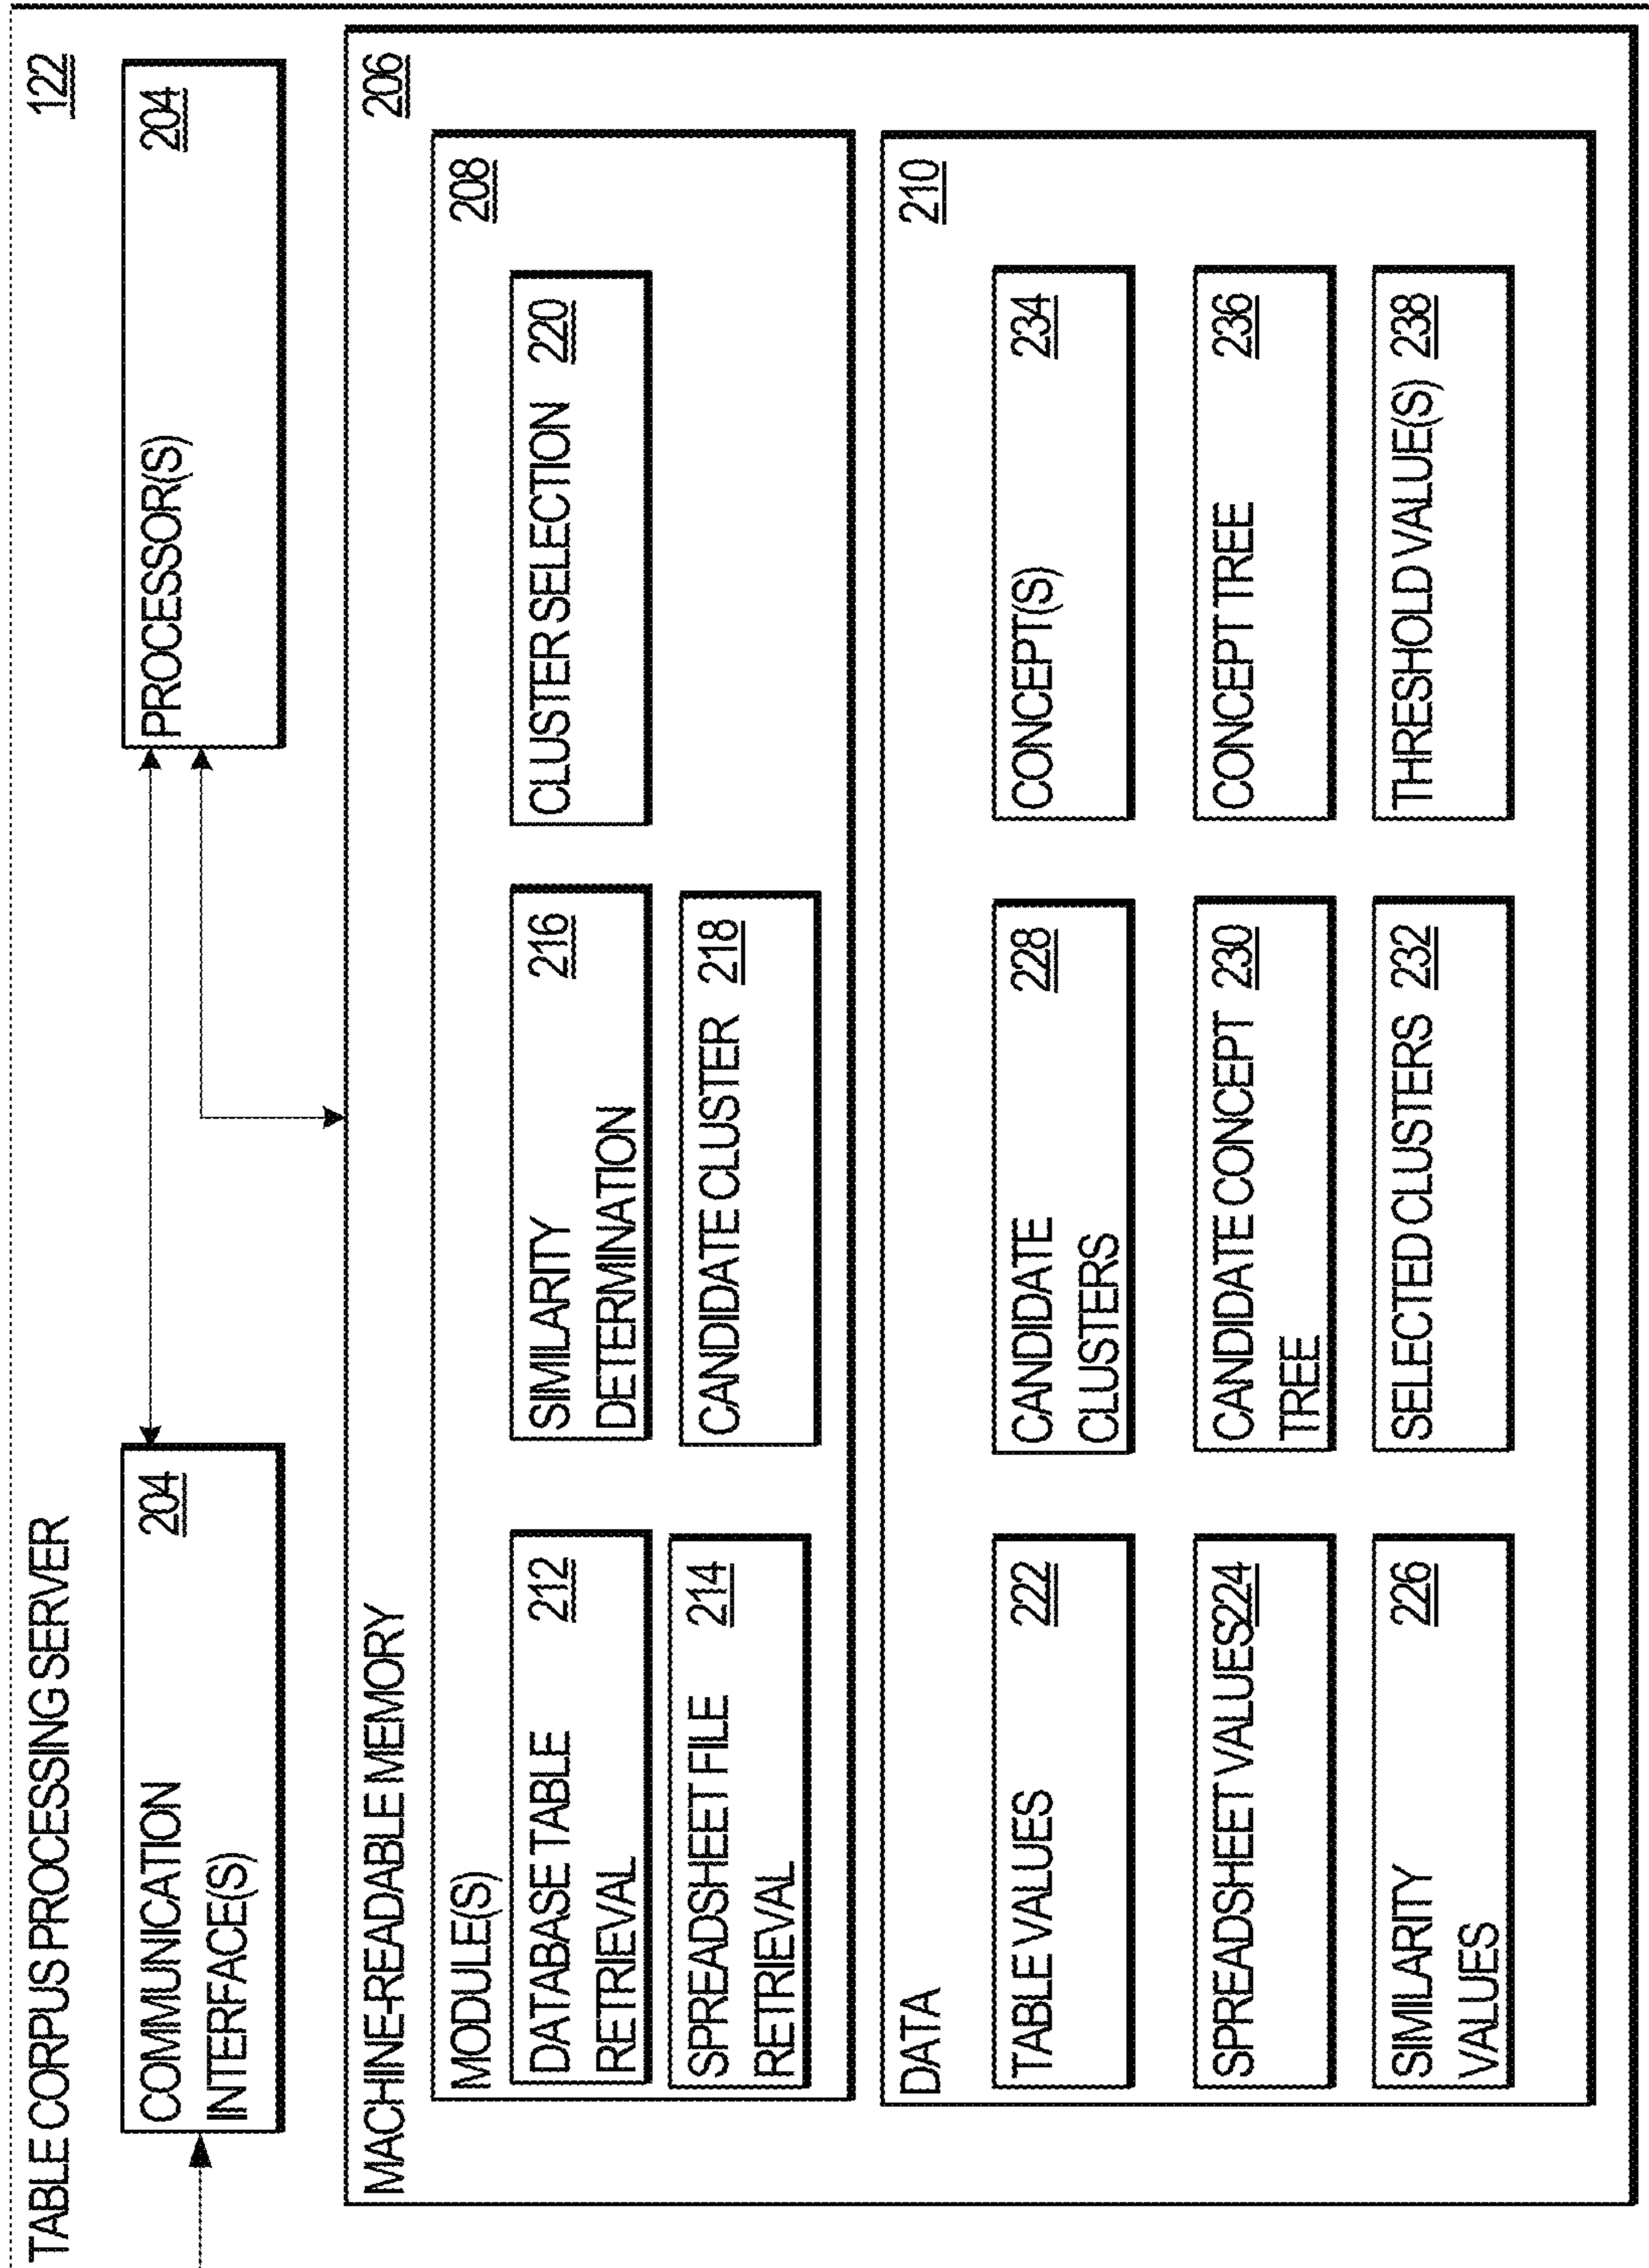 TABLE CORPUS PROCESSING SERVER 122
COMMUNICATION 204
INTERFACE(S)
PROCESSOR(S) 204
MACHINE-READABLE MEMORY 206
MODULE(S) 208
DATABASE TABLE 212
RETRIEVAL
SPREADSHEET FILE 214
RETRIEVAL
SIMILARITY 216
DETERMINATION
CANDIDATE CLUSTER 218
CLUSTER SELECTION 220
DATA 210
TABLE VALUES 222
SPREADSHEET VALUES224
SIMILARITY 226
VALUES
CANDIDATE 228
CLUSTERS
CANDIDATE CONCEPT 230
TREE
SELECTED CLUSTERS 232
CONCEPT(S) 234
CONCEPT TREE 236
THRESHOLD VALUE(S) 238